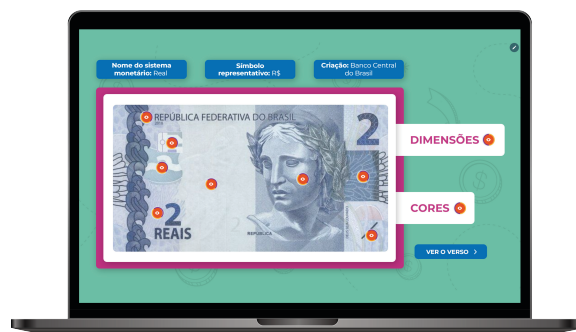 Nome do sistema
monetário: Real
Símbolo
representativo: R$
Criação: Banco Central
do Brasil
REPÚBLICA FEDERATIVA DO BRASIL
2
DIMENSÕES
CORES
2
REAIS
REPÚBLICA
VER O VERSO